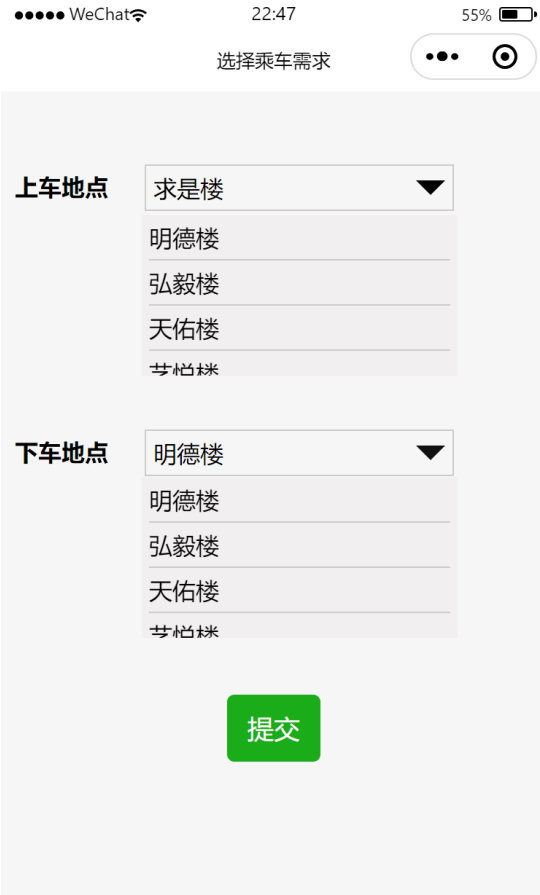 ●●●●● WeChat
22:47
55%
选择乘车需求
上车地点
求是楼
明德楼
弘毅楼
天佑楼
下车地点
明德楼
明德楼
弘毅楼
天佑楼
提交